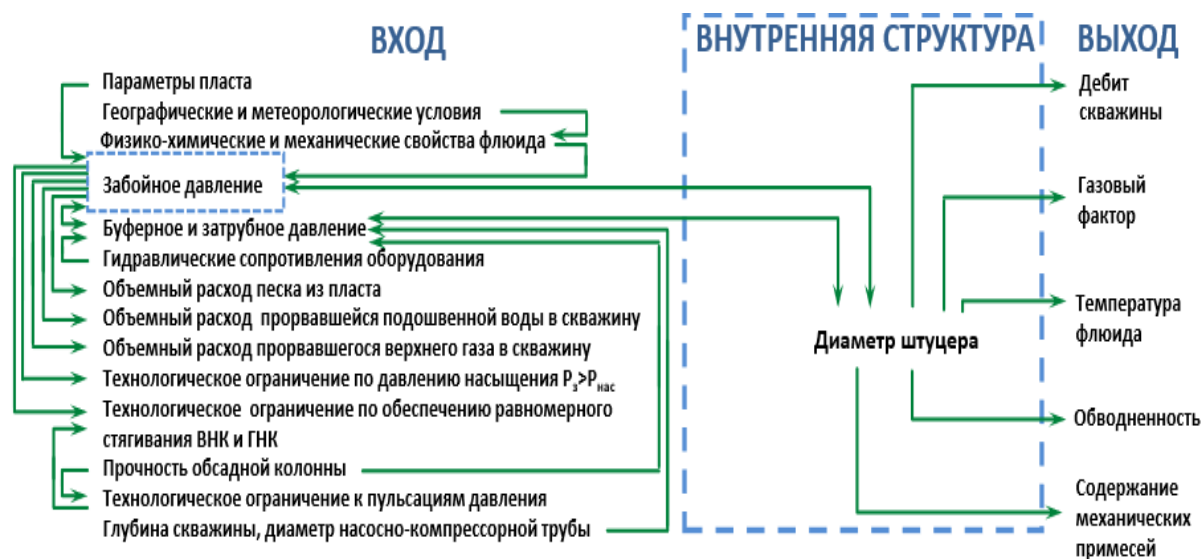 ВХОД
Параметры пласта
Географические и метеорологические условия
Физико-химические и механические свойства флюида
Забойное давление
Буферное и затрубное давление
Гидравлические сопротивления оборудования
Объемный расход песка из пласта
Объемный расход прорвавшейся подошвенной воды в скважину
Объемный расход прорвавшегося верхнего газа в скважину
Технологическое ограничение по давлению насыщения Рз>Рнас
Технологическое ограничение по обеспечению равномерного
стягивания ВНК и ГНК
Прочность обсадной колонны
Технологическое ограничение к пульсациям давления
Глубина скважины, диаметр насосно-компрессорной трубы
ВНУТРЕННЯЯ СТРУКТУРА
Диаметр штуцера
ВЫХОД
Дебит
скважины
Газовый
фактор
Температура
флюида
Обводненность
Содержание
механических
примесей